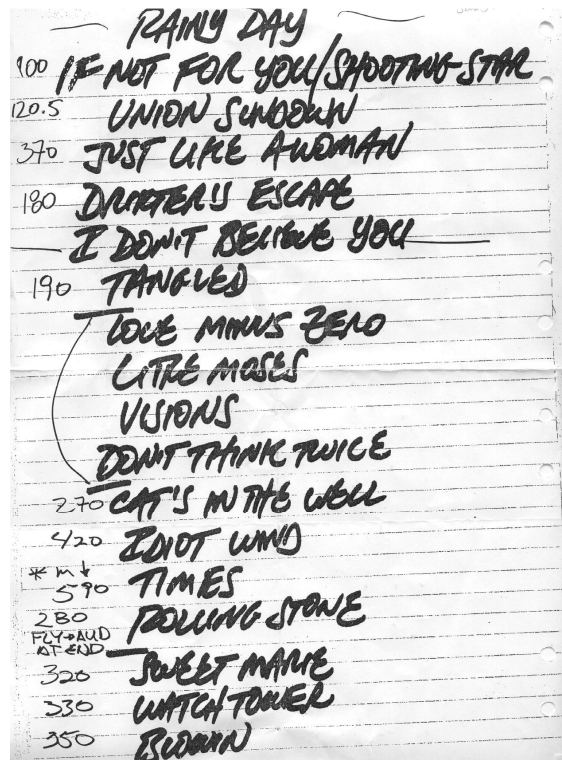 RAINY DAY
100 IF NOT FOR YOU/SHOOTING STAR
120.5 UNION SUNDOWN
370 JUST LIKE A WOMAN
180 DRIFTER'S ESCAPE
I DON'T BELIEVE YOU
190 TANGLED
LOVE MINUS ZERO
LITTLE MOSES
VISIONS
DON'T THINK TWICE
270 CAT'S IN THE WELL
420 IDIOT WIND
* m ↓
590 TIMES
280 ROLLING STONE
FLY→AUD
AT END
320 SWEET MARIE
330 WATCHTOWER
350 BLOWIN